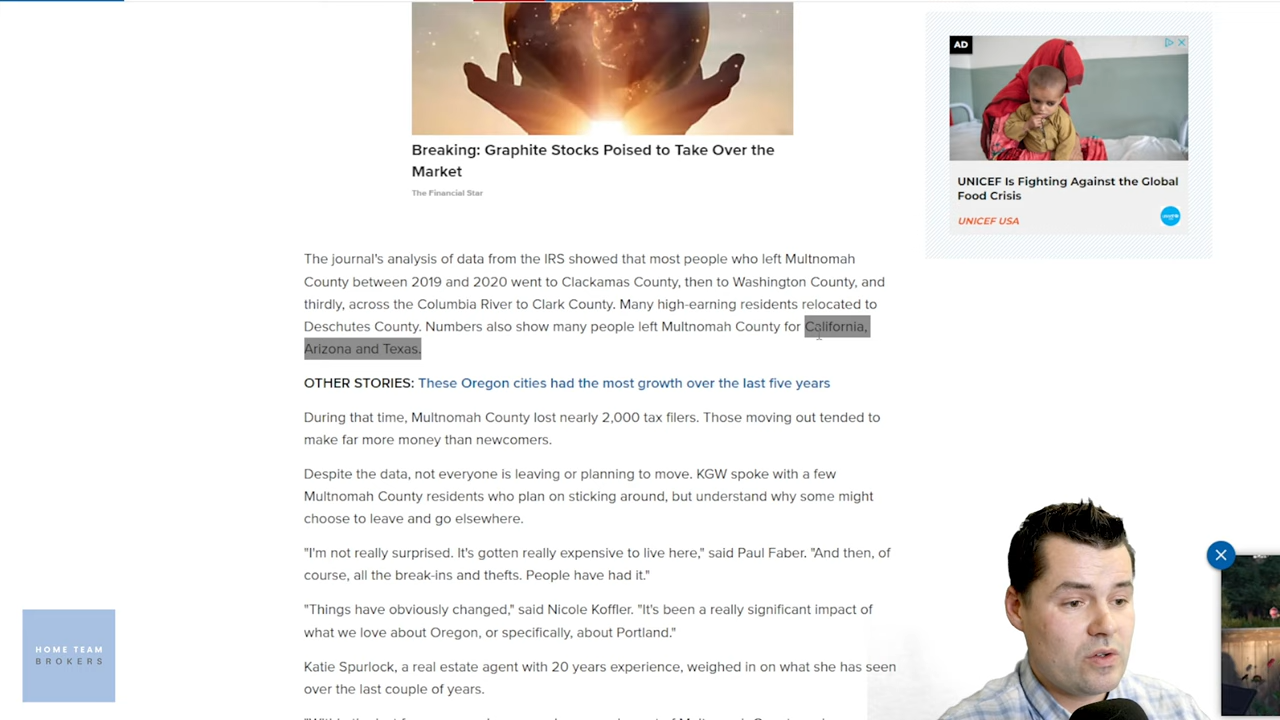 Breaking: Graphite Stocks Poised to Take Over the
Market
The Financial Star
AD
UNICEF Is Fighting Against the Global
Food Crisis
UNICEF USA
The journal's analysis of data from the IRS showed that most people who left Multnomah
County between 2019 and 2020 went to Clackamas County, then to Washington County, and
thirdly, across the Columbia River to Clark County. Many high-earning residents relocated to
Deschutes County. Numbers also show many people left Multnomah County for California,
Arizona and Texas.
OTHER STORIES: These Oregon cities had the most growth over the last five years
During that time, Multnomah County lost nearly 2,000 tax filers. Those moving out tended to
make far more money than newcomers.
Despite the data, not everyone is leaving or planning to move. KGW spoke with a few
Multnomah County residents who plan on sticking around, but understand why some might
choose to leave and go elsewhere.
"I'm not really surprised. It's gotten really expensive to live here," said Paul Faber. "And then, of
course, all the break-ins and thefts. People have had it."
"Things have obviously changed," said Nicole Koffler. "It's been a really significant impact of
what we love about Oregon, or specifically, about Portland."
Katie Spurlock, a real estate agent with 20 years experience, weighed in on what she has seen
over the last couple of years.
HOME TEAM
BROKERS